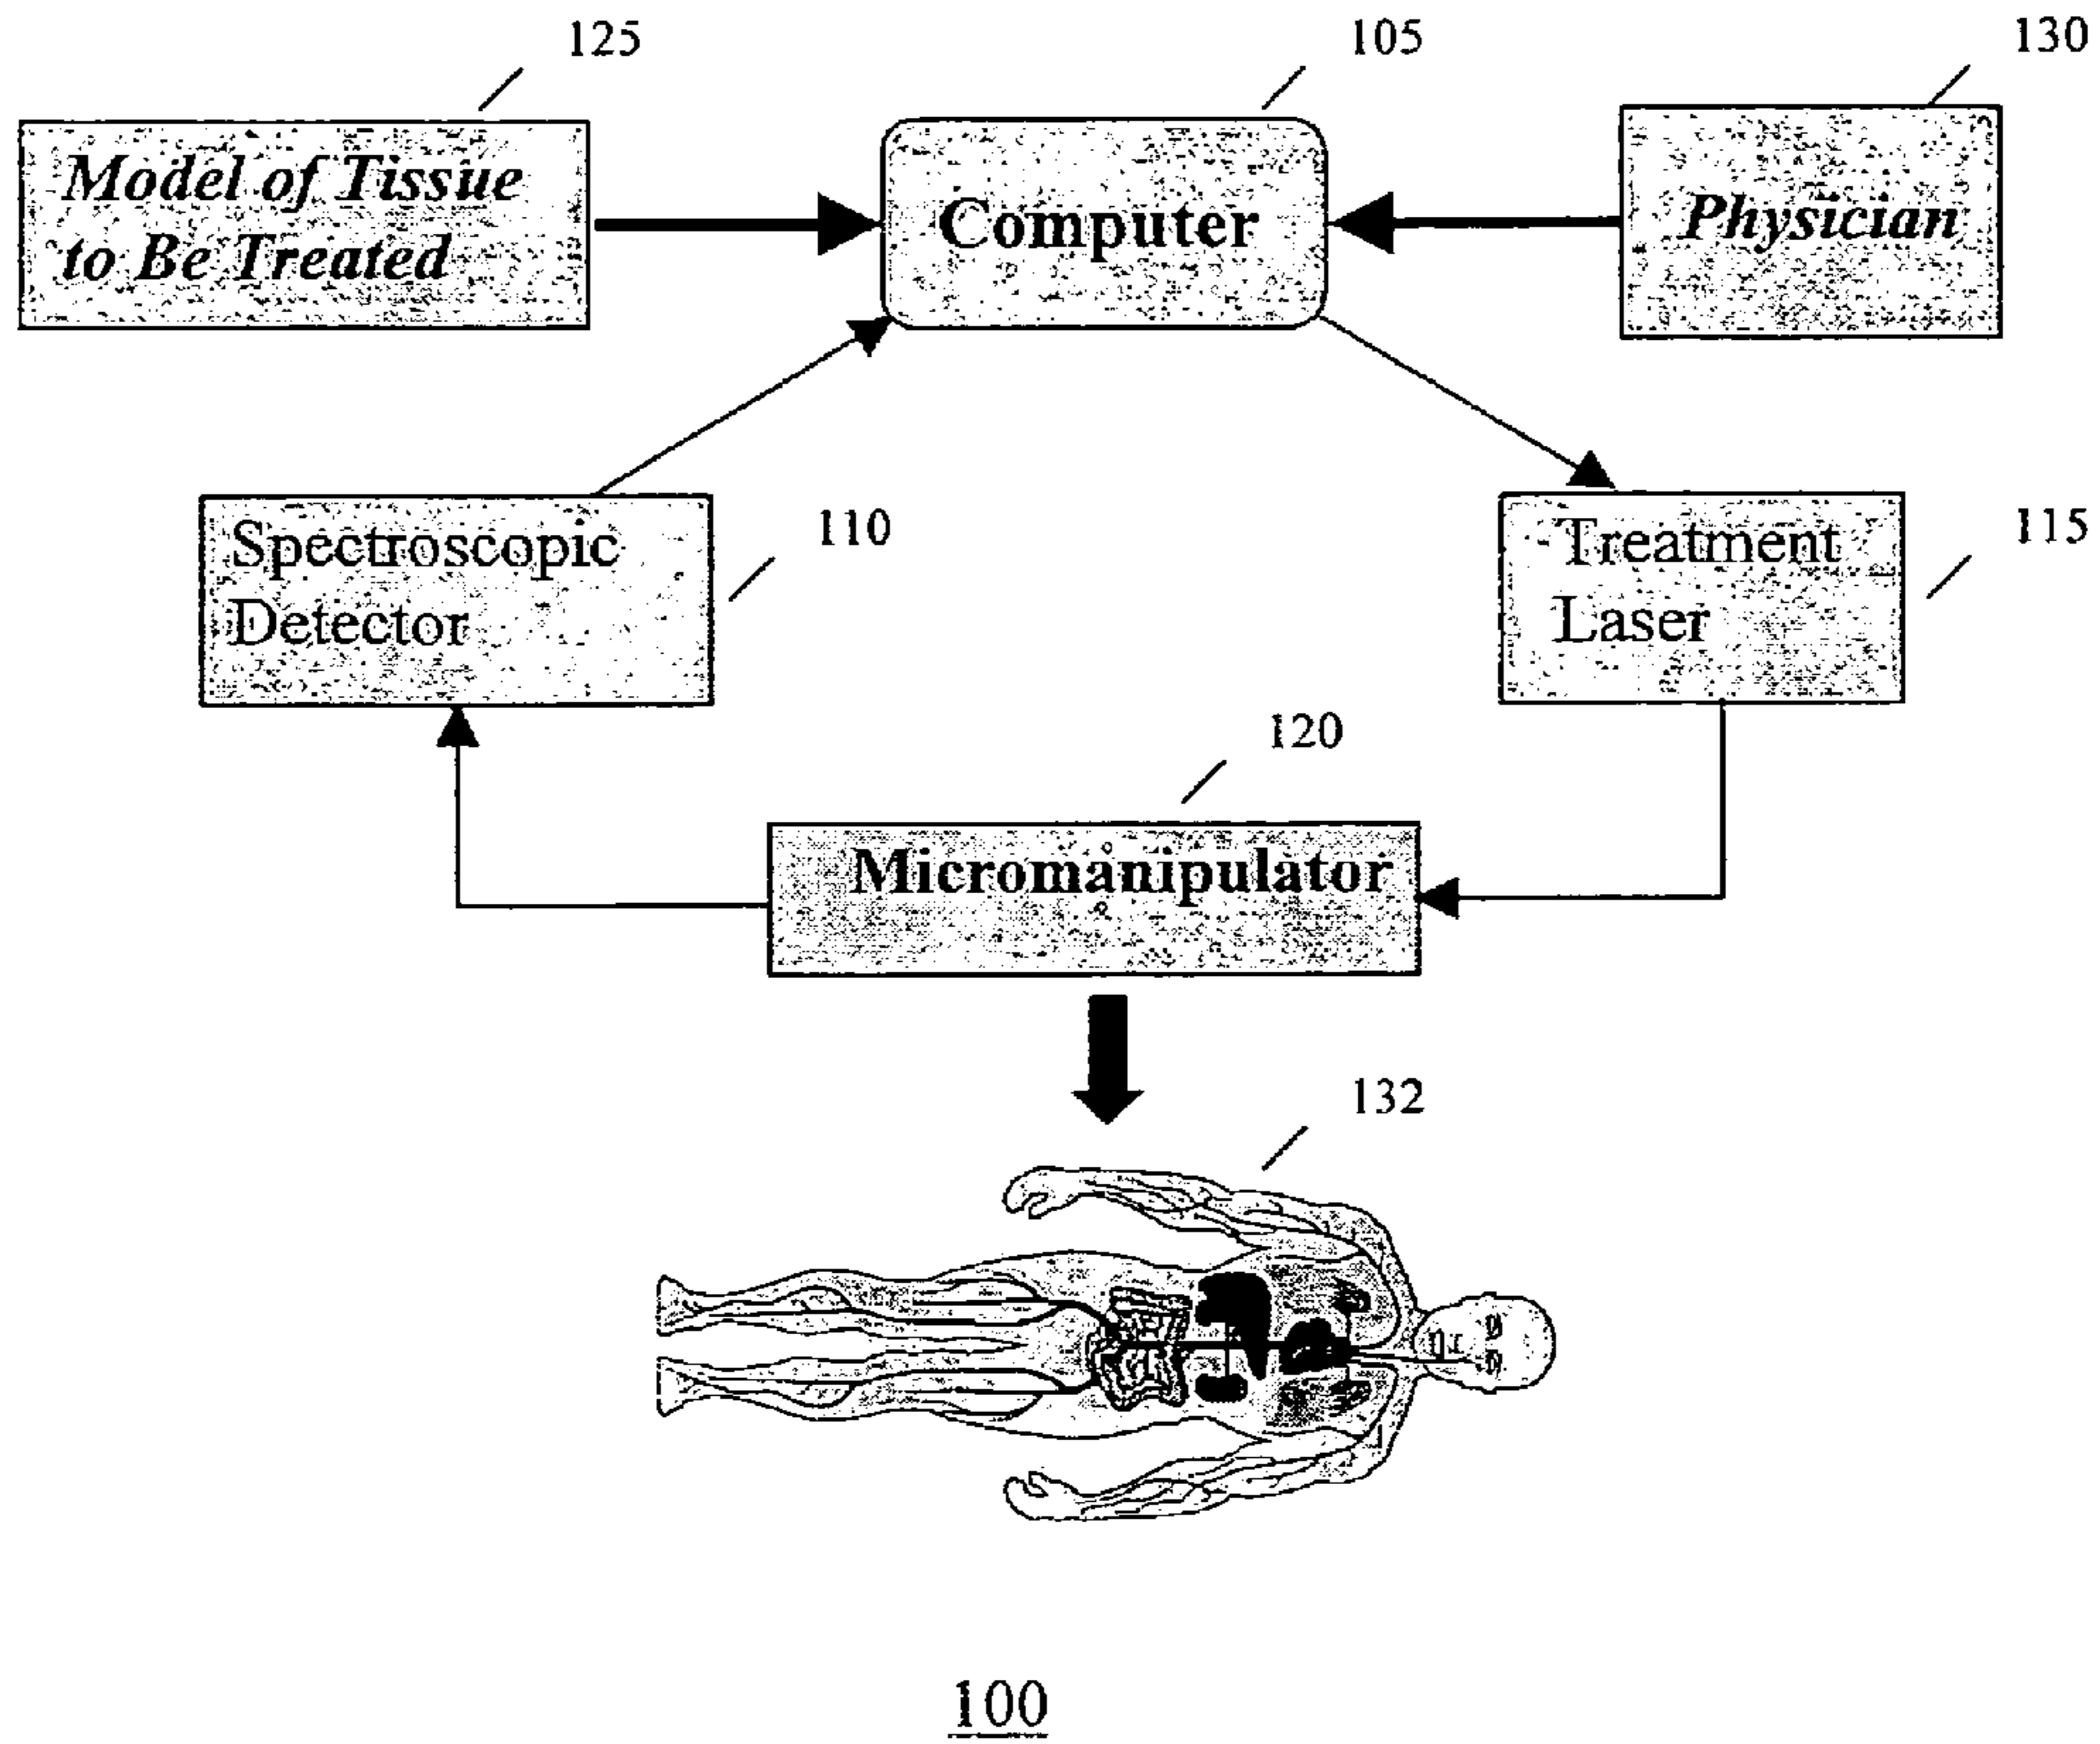 125
105
130
Model of Tissue
to Be Treated
Computer
Physician
Spectroscopic
Detector
110
Treatment
Laser
115
120
Micromanipulator
132
100